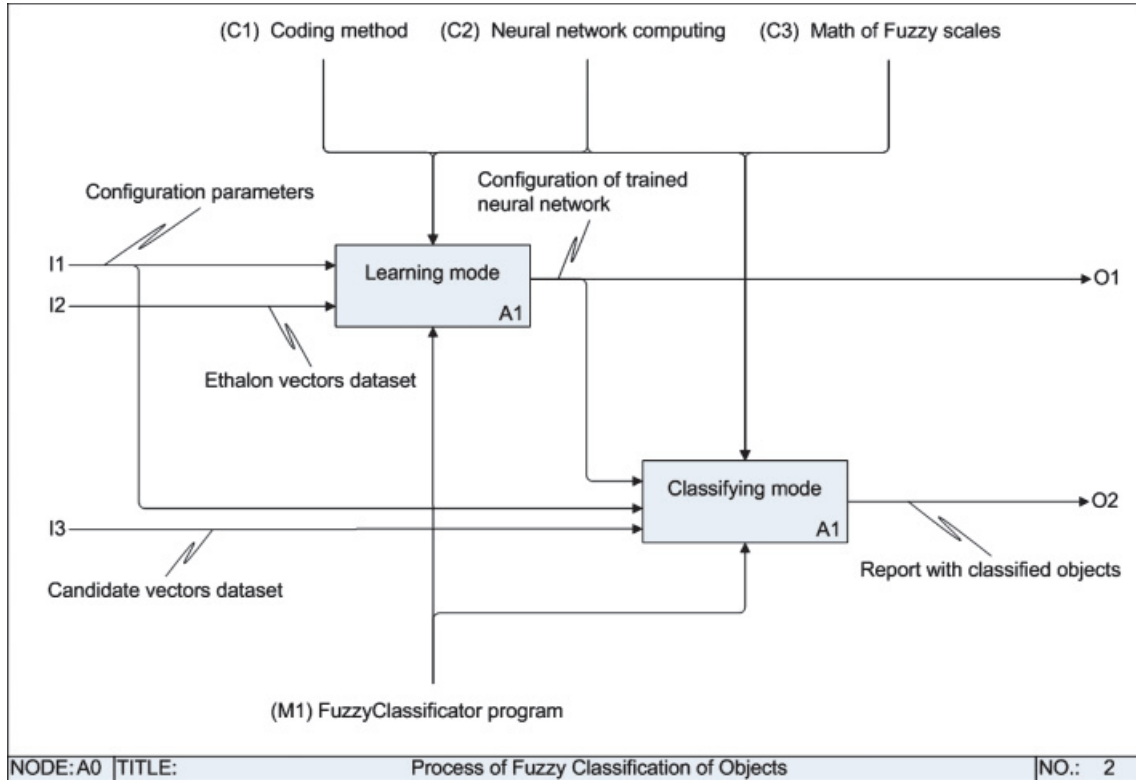 (C1) Coding method
(C2) Neural network computing
(C3) Math of Fuzzy scales
Configuration parameters
Configuration of trained
neural network
I1
Learning mode
A1
O1
I2
Ethalon vectors dataset
Classifying mode
A1
O2
I3
Candidate vectors dataset
Report with classified objects
(M1) FuzzyClassificator program
NODE: A0
TITLE:
Process of Fuzzy Classification of Objects
NO.: 2